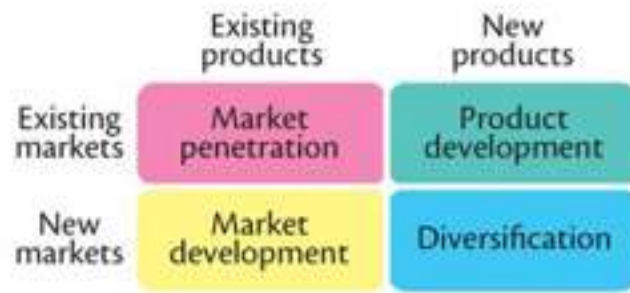 Existing
products
New
products
Existing
markets
Market
penetration
Product
development
New
markets
Market
development
Diversification